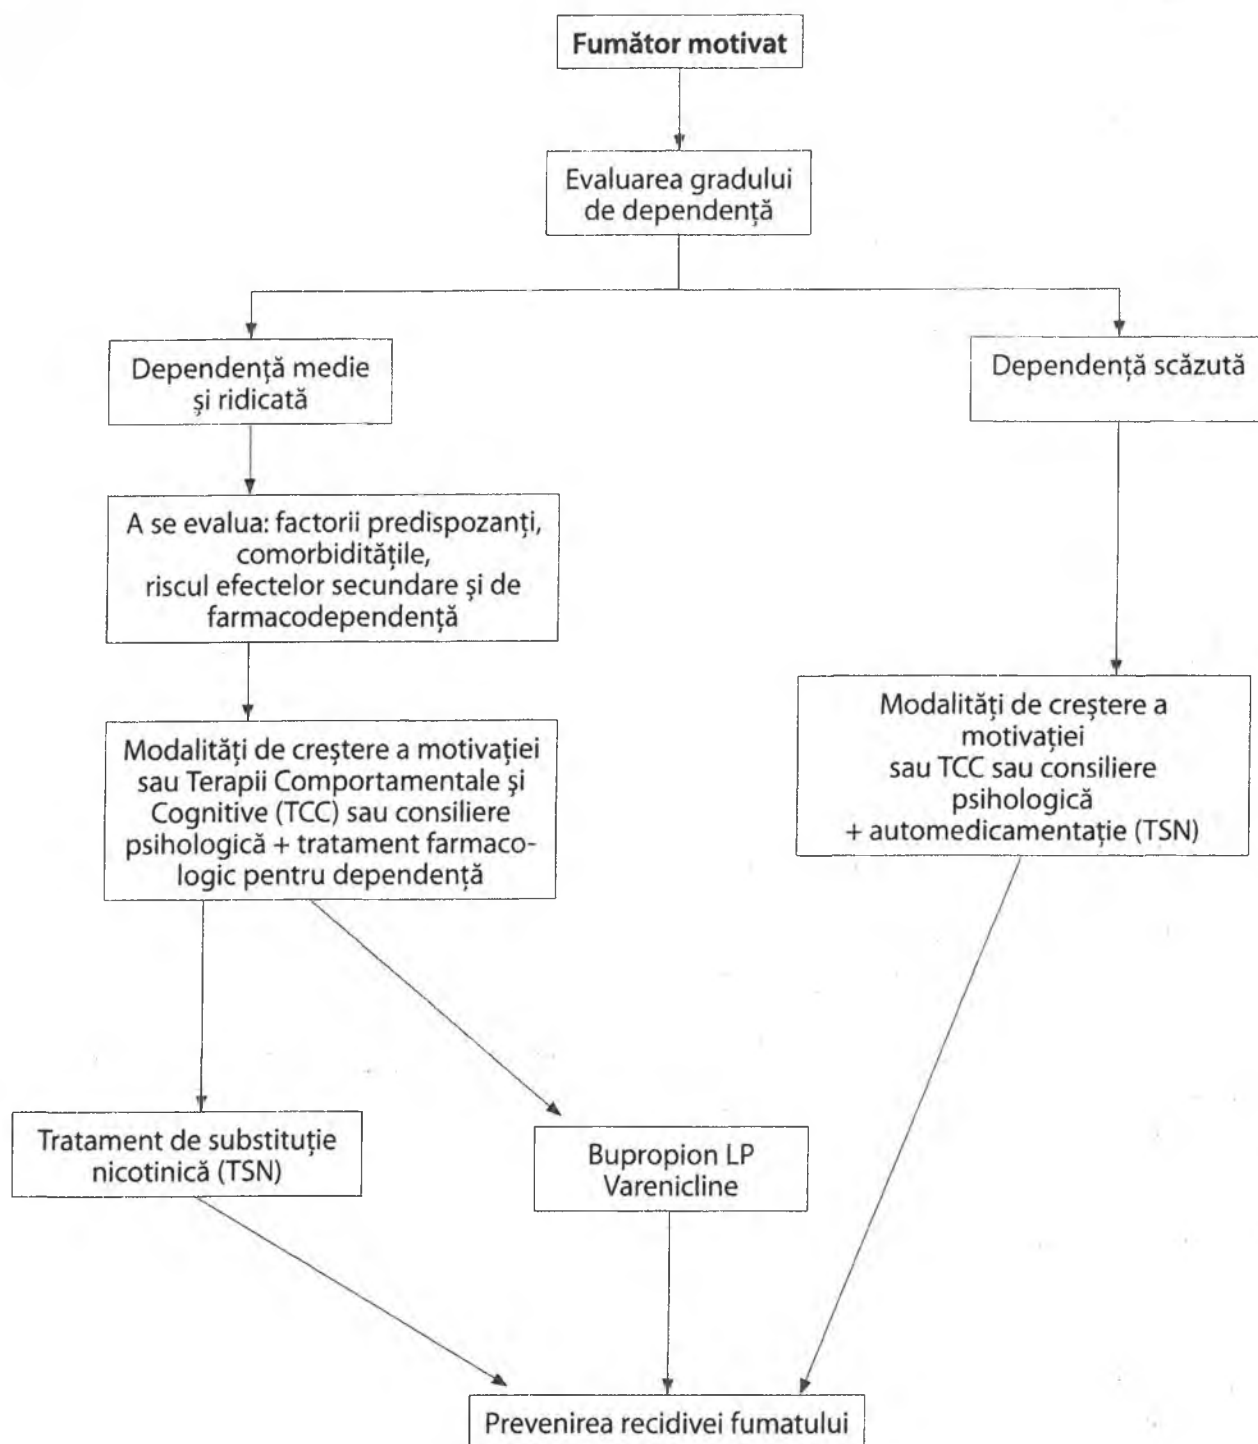 Fumător motivat
Evaluarea gradului
de dependență
Dependență medie
și ridicată
Dependență scăzută
A se evalua: factorii predispozanți,
comorbiditățile,
riscul efectelor secundare și de
farmacodependență
Modalități de creștere a motivației
sau Terapii Comportamentale și
Cognitive (TCC) sau consiliere
psihologică + tratament farmaco-
logic pentru dependență
Modalități de creștere a
motivației
sau TCC sau consiliere
psihologică
+ automedicamentație (TSN)
Tratament de substituție
nicotinică (TSN)
Bupropion LP
Varenicline
Prevenirea recidivei fumatului